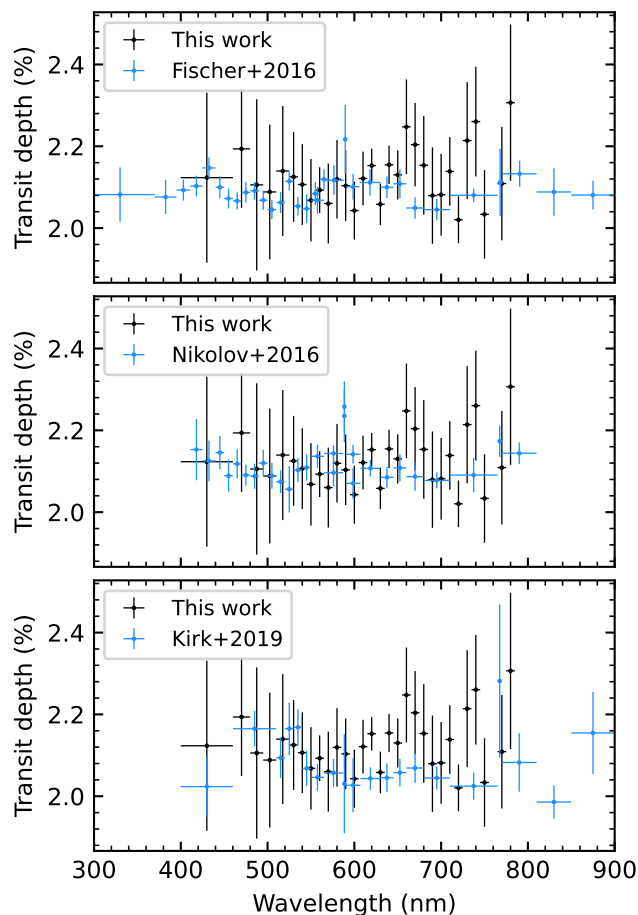 2.4
2.2
2.0
Transit depth (%)
This work
Fischer+2016
2.4
2.2
2.0
Transit depth (%)
This work
Nikolov+2016
2.4
2.2
2.0
Transit depth (%)
This work
Kirk+2019
300 400 500 600 700 800 900
Wavelength (nm)